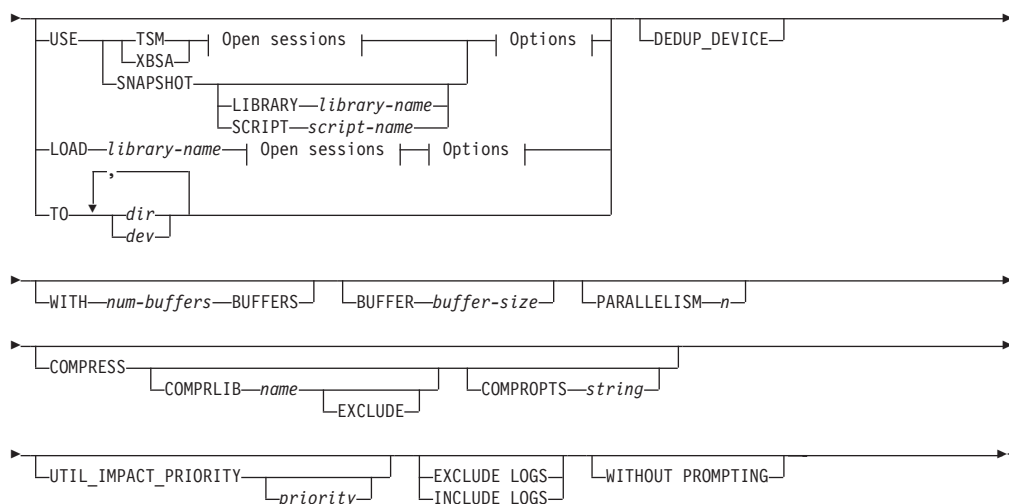 USE TSM Open sessions Options DEDUP_DEVICE
XBSA
SNAPSHOT
LIBRARY library-name
SCRIPT script-name
LOAD library-name Open sessions Options
,
TO dir
dev
WITH num-buffers BUFFERS BUFFER buffer-size PARALLELISM n
COMPRESS
COMPRLIB name COMPROPTS string
EXCLUDE
UTIL_IMPACT_PRIORITY EXCLUDE LOGS WITHOUT PROMPTING
priority INCLUDE LOGS